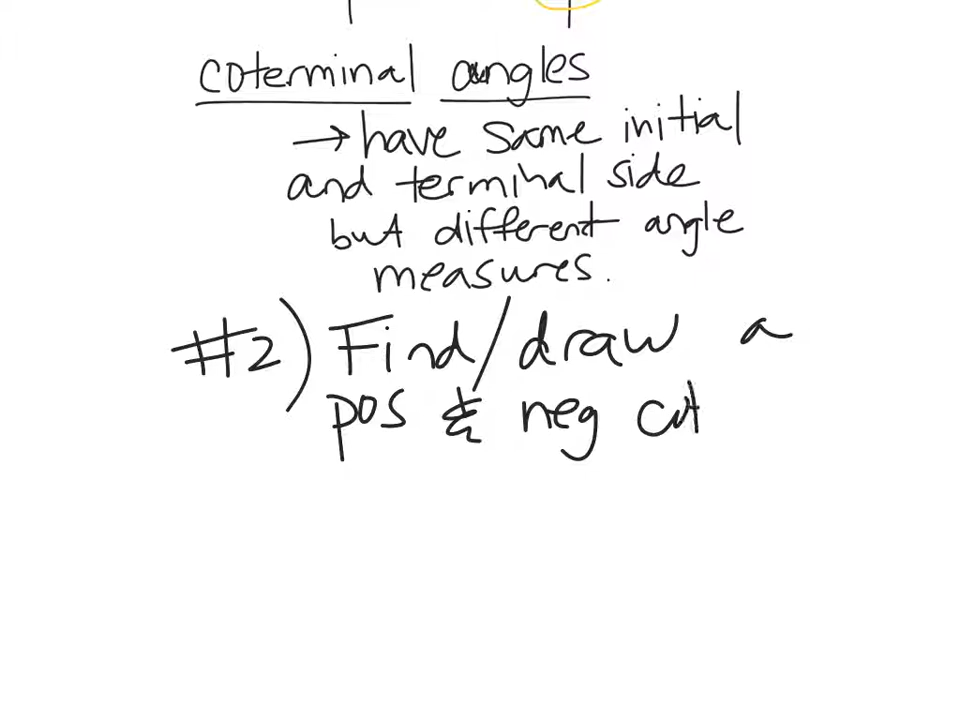 coterminal angles
→ have same initial
and terminal side
but different angle
measures.
#2) Find/draw a
pos & neg cot